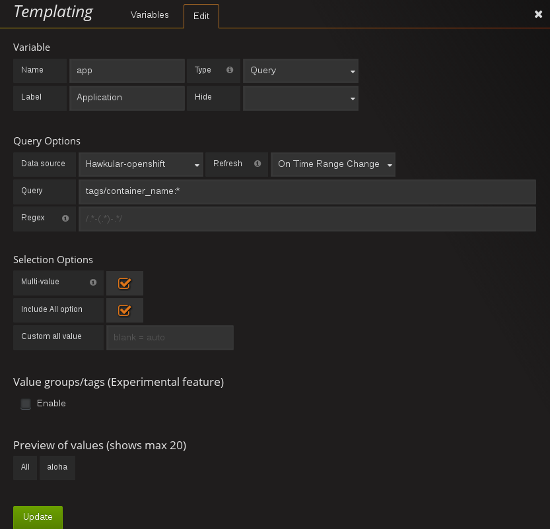 Templating Variables Edit
Variable
Name app Type Query
Label Application Hide
Query Options
Data source Hawkular-openshift Refresh On Time Range Change
Query tags/container_name:*
Regex /.*-(.*)-.*/
Selection Options
Multi-value
Include All option
Custom all value blank = auto
Value groups/tags (Experimental feature)
Enable
Preview of values (shows max 20)
All aloha
Update